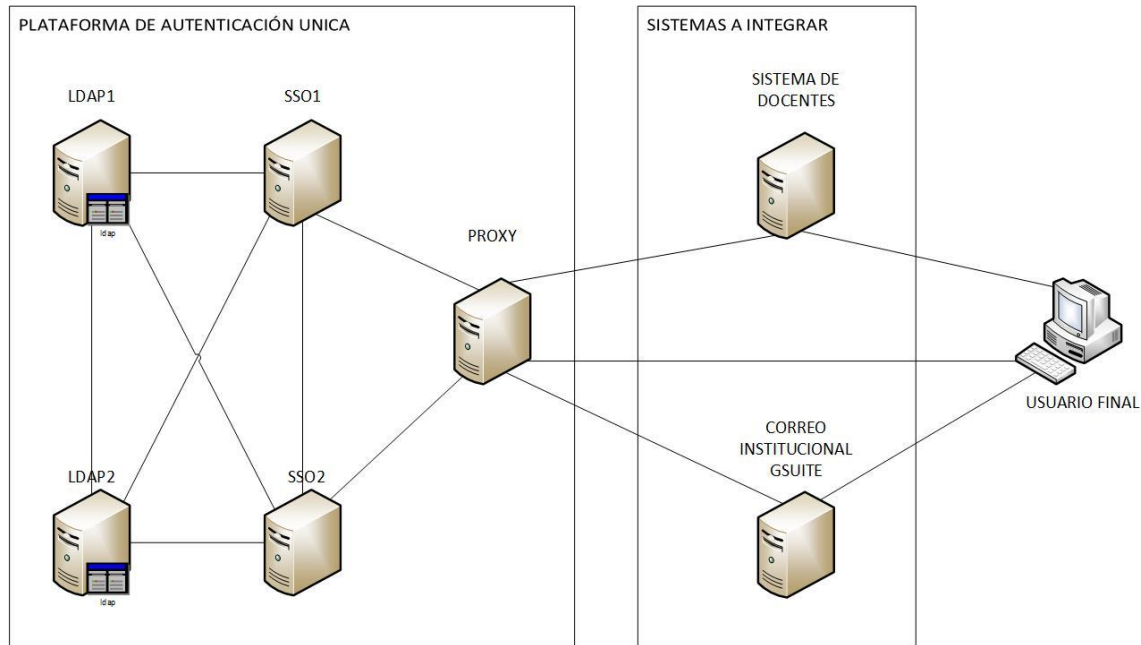 PLATAFORMA DE AUTENTICACIÓN UNICA
SISTEMAS A INTEGRAR
LDAP1
SSO1
SISTEMA DE
DOCENTES
ldap
PROXY
USUARIO FINAL
CORREO
INSTITUCIONAL
GSUITE
LDAP2
SSO2
ldap